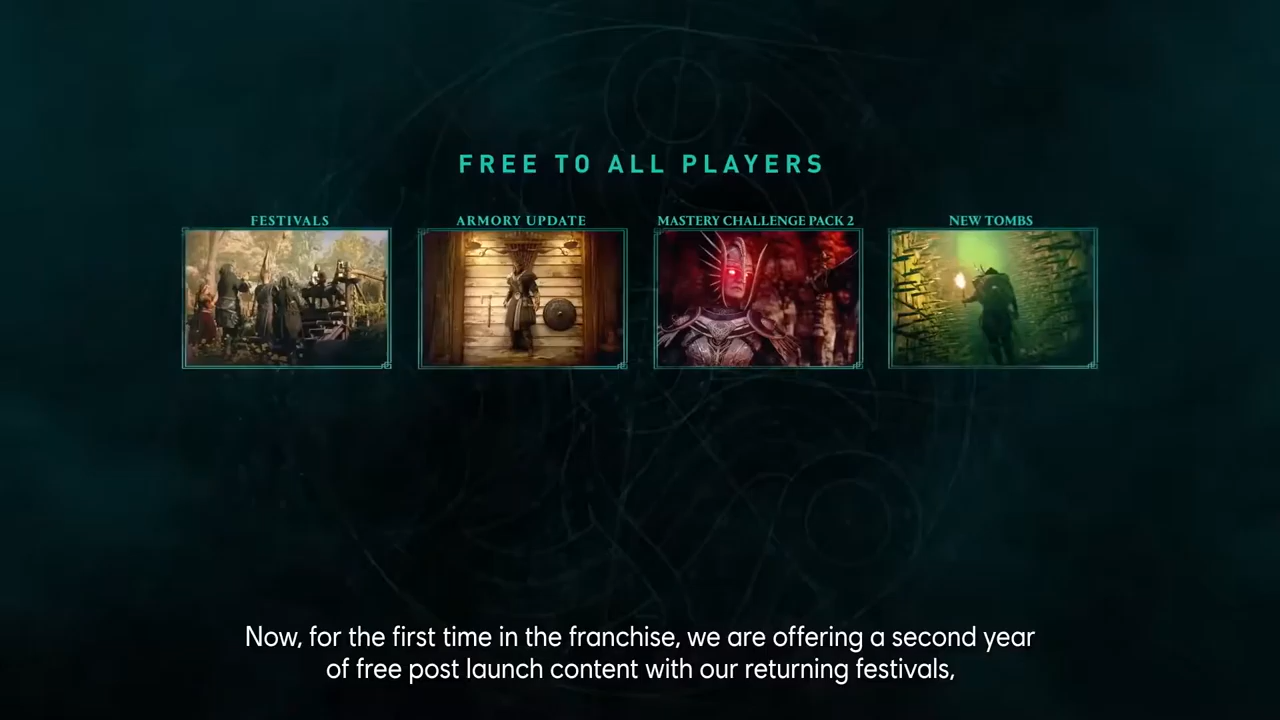 FREE TO ALL PLAYERS
FESTIVALS
ARMORY UPDATE
MASTERY CHALLENGE PACK 2
NEW TOMBS
Now, for the first time in the franchise, we are offering a second year
of free post launch content with our returning festivals,